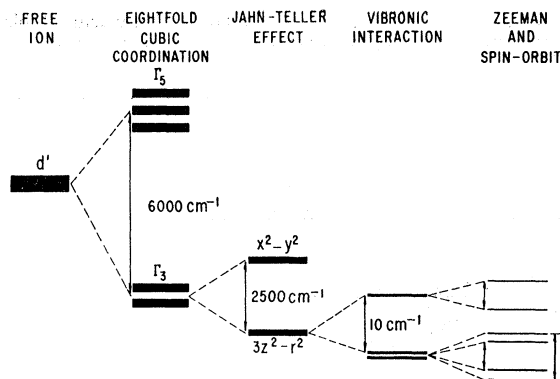 FREE
ION
EIGHTFOLD
CUBIC
COORDINATION
JAHN-TELLER
EFFECT
VIBRONIC
INTERACTION
ZEEMAN
AND
SPIN-ORBIT
Γ5
d'
6000 cm⁻¹
Γ3
x²-y²
2500 cm⁻¹
3z²-r²
10 cm⁻¹